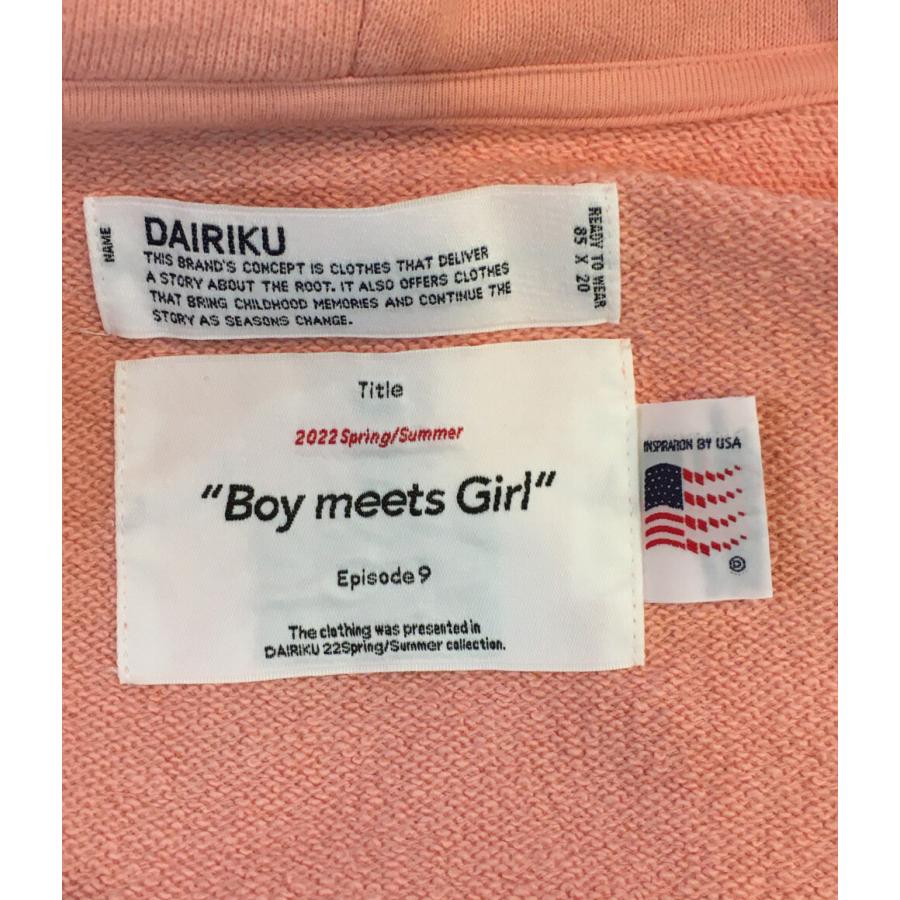 NAME
DAIRIKU
THIS BRAND'S CONCEPT IS CLOTHES THAT DELIVER
A STORY ABOUT THE ROOT. IT ALSO OFFERS CLOTHES
THAT BRING CHILDHOOD MEMORIES AND CONTINUE THE
STORY AS SEASONS CHANGE.
READY TO WEAR
85 X 20
Title
2022 Spring/Summer
"Boy meets Girl"
Episode 9
The clothing was presented in
DAIRIKU 22Spring/Summer collection.
INSPIRARION BY USA
Ⓓ